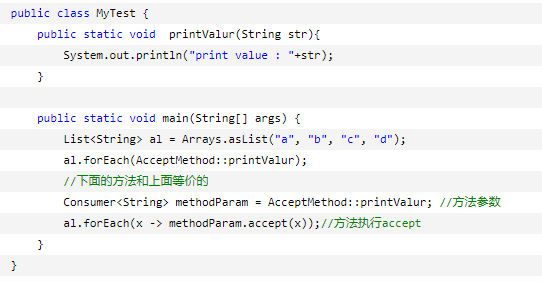 public class MyTest {
    public static void  printValur(String str){
        System.out.println("print value : "+str);
    }

    public static void main(String[] args) {
        List<String> al = Arrays.asList("a", "b", "c", "d");
        al.forEach(AcceptMethod::printValur);
        //下面的方法和上面等价的
        Consumer<String> methodParam = AcceptMethod::printValur; //方法参数
        al.forEach(x -> methodParam.accept(x));//方法执行accept
    }
}